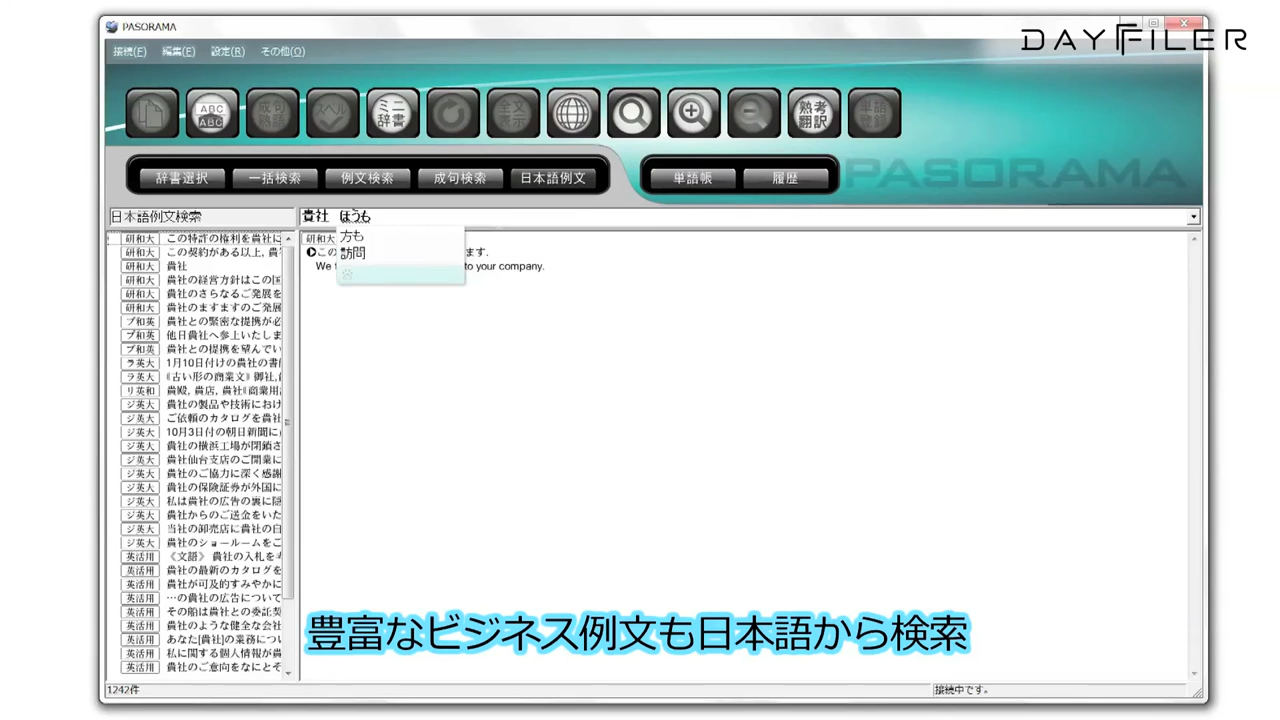 PASORAMA
DAYFILER
接続(E) 編集(E) 設定(R) その他(O)
ABC ABC 成句熟語 スペル ミニ辞書 全文表示 熟考翻訳 単語登録
辞書選択 一括検索 例文検索 成句検索 日本語例文 単語帳 履歴
PASORAMA
日本語例文検索 貴社 ほうも
方も
訪問
研和大 この特許の権利を貴社に
研和大 この契約がある以上, 貴
研和大 貴社
研和大 貴社の経営方針はこの
研和大 貴社のさらなるご発展を
研和大 貴社のますますのご発展
プ和英 貴社との緊密な提携が必
プ和英 他日貴社へ参上いたしま
プ和英 貴社との提携を望んでい
ラ英大 1月10日付けの貴社の書
ラ英大 《古い形の商業文》 御社,
リ英和 貴殿, 貴店, 貴社《商業用
ジ英大 貴社の製品や技術におけ
ジ英大 ご依頼のカタログを貴社
ジ英大 10月3日付の朝日新聞に
ジ英大 貴社の横浜工場が閉鎖さ
ジ英大 貴社仙台支店のご開業に
ジ英大 貴社のご協力に深く感謝
ジ英大 貴社の保険証券が外国に
ジ英大 私は貴社の広告の裏に隠
ジ英大 貴社からのご送金をいた
ジ英大 当社の卸売店に貴社の自
ジ英大 貴社のショールームをご
英活用 《文語》 貴社の入札を
英活用 貴社の最新のカタログを
英活用 貴社が可及的すみやかに
英活用 …の貴社の広告について
英活用 その船は貴社との委託契
英活用 貴社のような健全な会社
英活用 あなた[貴社]の業務につ
英活用 私に関する個人情報が貴
英活用 貴社のご意向をなにとぞ
研和大
この ます.
We to your company.
豊富なビジネス例文も日本語から検索
1242件 接続中です。